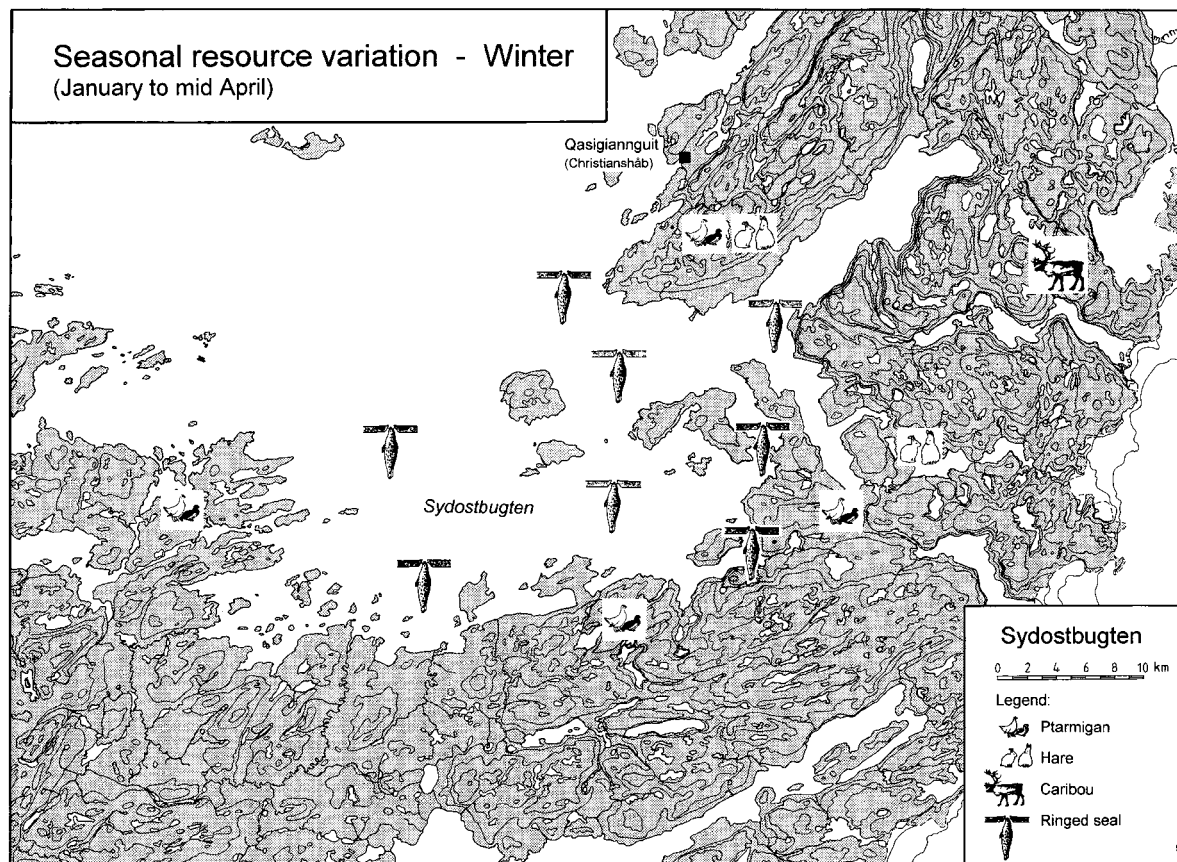 Seasonal resource variation - Winter
(January to mid April)
Qasigiannguit
(Christianshåb)
Sydostbugten
Sydostbugten
0 2 4 6 8 10 km
Legend:
Ptarmigan
Hare
Caribou
Ringed seal